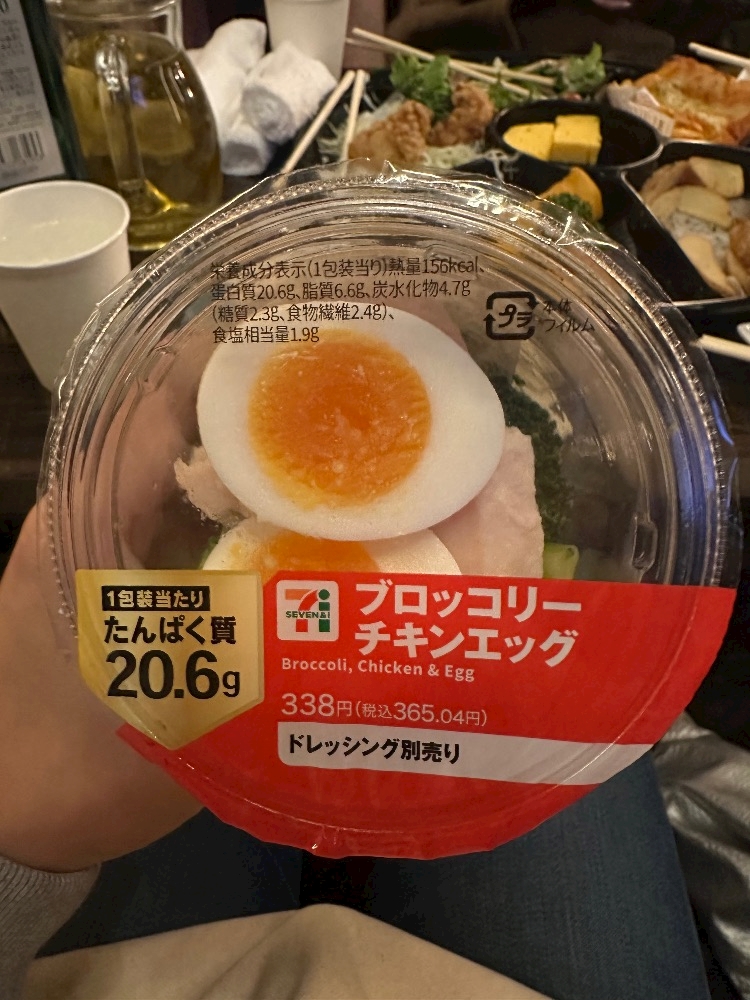 栄養成分表示(1包装当り)熱量156kcal、
蛋白質20.6g、脂質6.6g、炭水化物4.7g
(糖質2.3g、食物繊維2.4g)、
食塩相当量1.9g
プラ
本体
フィルム
1包装当たり
たんぱく質
20.6g
SEVEN&i
ブロッコリー
チキンエッグ
Broccoli, Chicken & Egg
338円(税込365.04円)
ドレッシング別売り